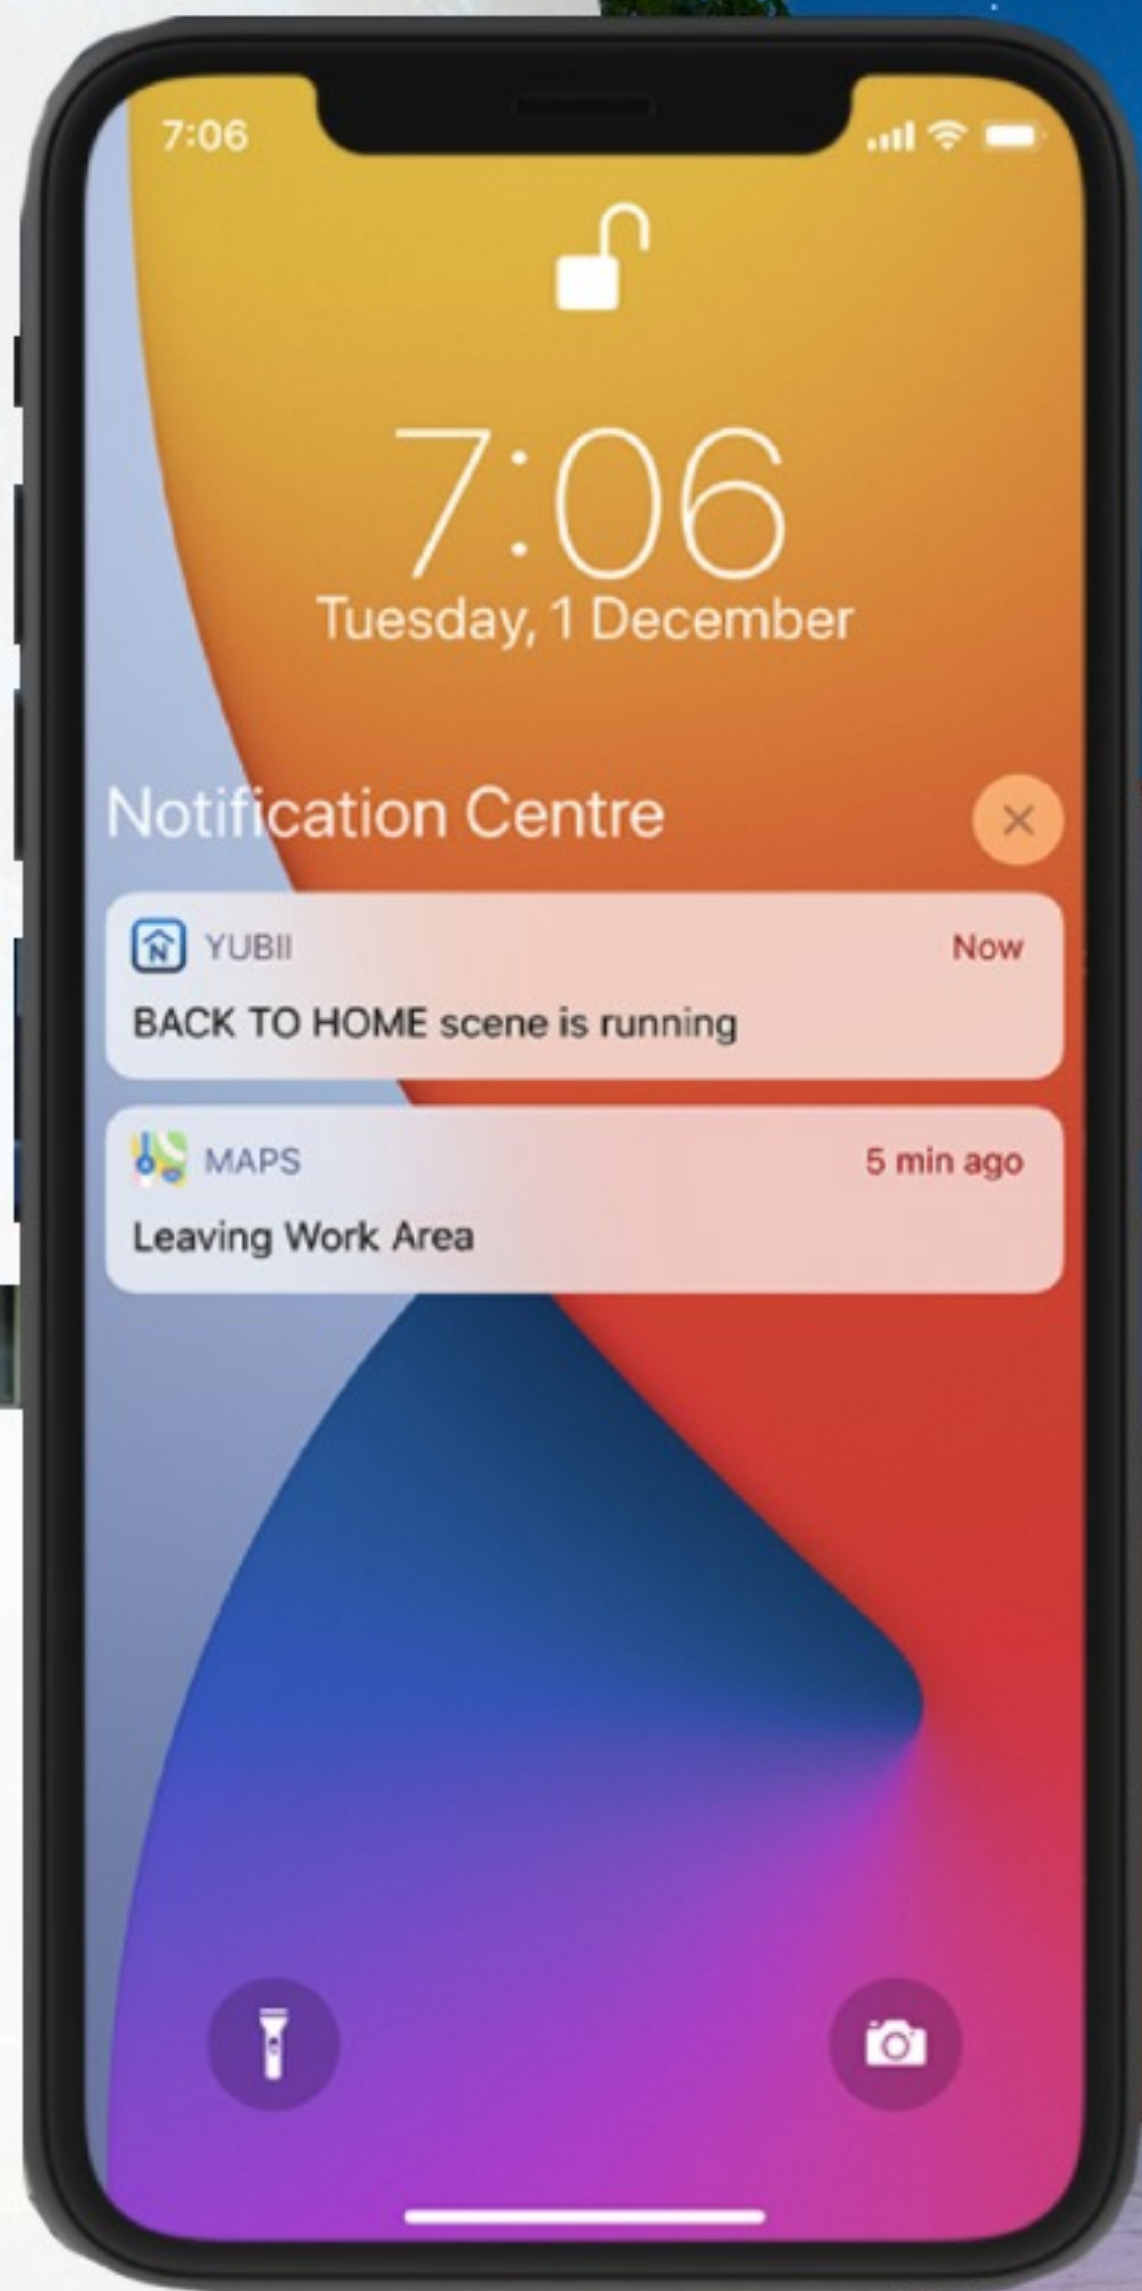 7:06
7:06
Tuesday, 1 December
Notification Centre
YUBII
Now
BACK TO HOME scene is running
MAPS
5 min ago
Leaving Work Area